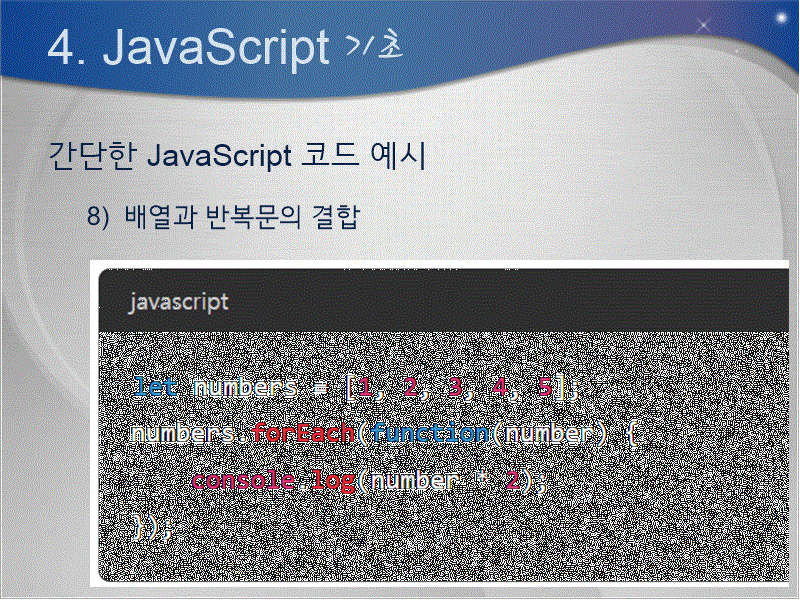 4. JavaScript 기초
간단한 JavaScript 코드 예시
8) 배열과 반복문의 결합
javascript
let numbers = [1, 2, 3, 4, 5];
numbers.forEach(function(number) {
    console.log(number * 2);
});